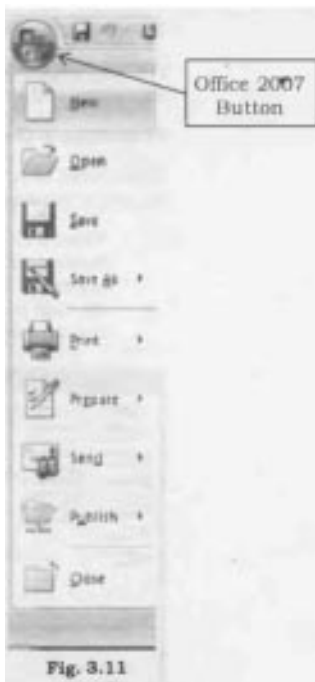 Office 2007
Button
New
Open
Save
Save As
Print
Prepare
Send
Publish
Close
Fig. 3.11